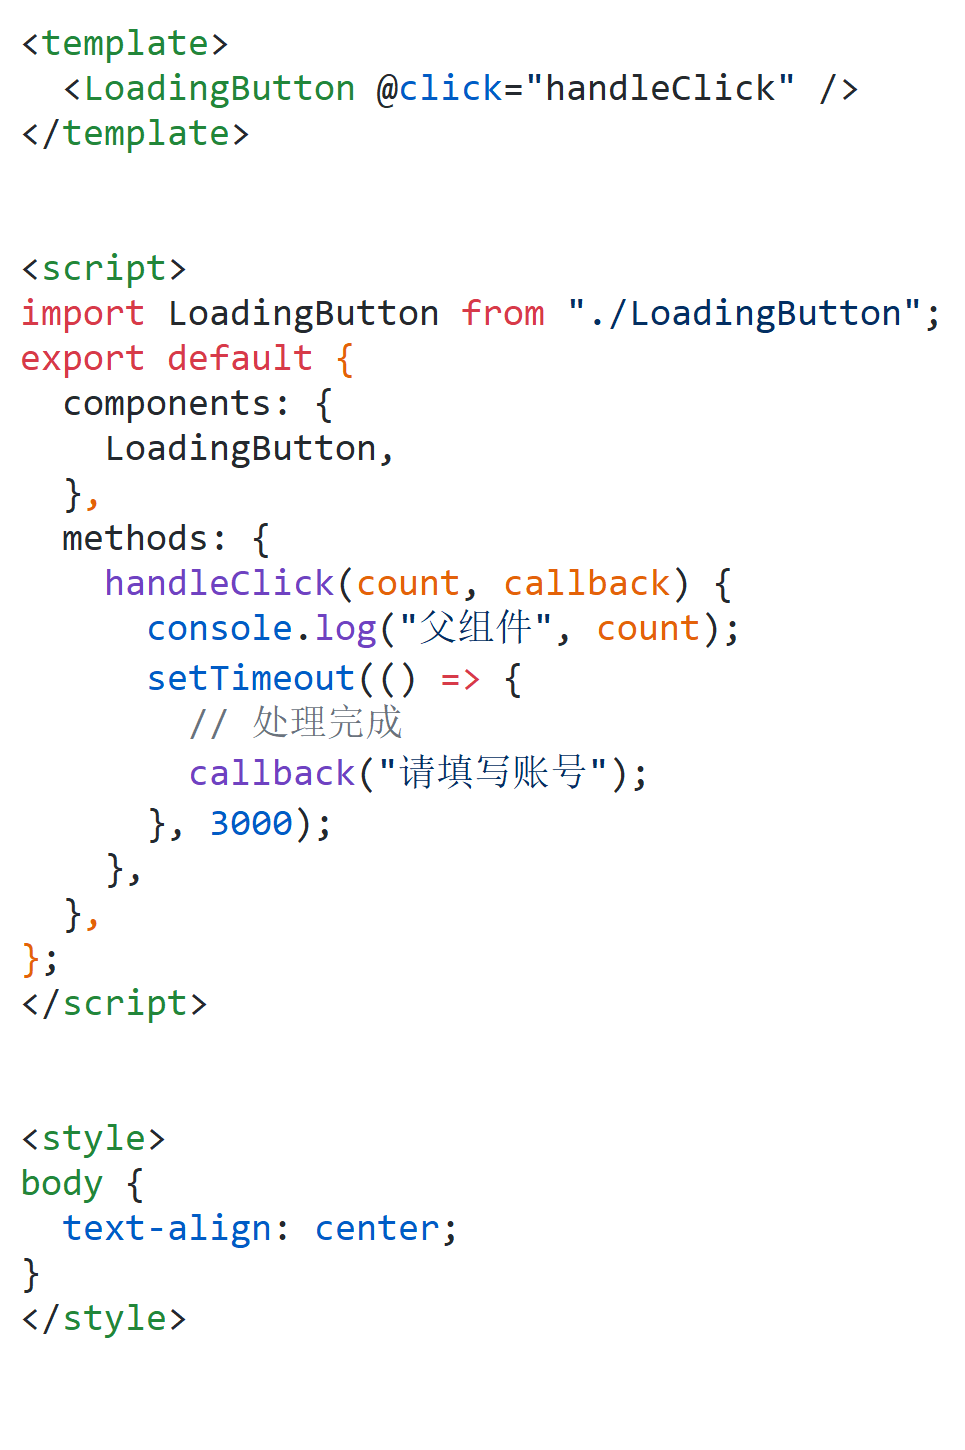 <template>
  <LoadingButton @click="handleClick" />
</template>
<script>
import LoadingButton from "./LoadingButton";
export default {
  components: {
    LoadingButton,
  },
  methods: {
    handleClick(count, callback) {
      console.log("父组件", count);
      setTimeout(() => {
        // 处理完成
        callback("请填写账号");
      }, 3000);
    },
  },
};
</script>
<style>
body {
  text-align: center;
}
</style>